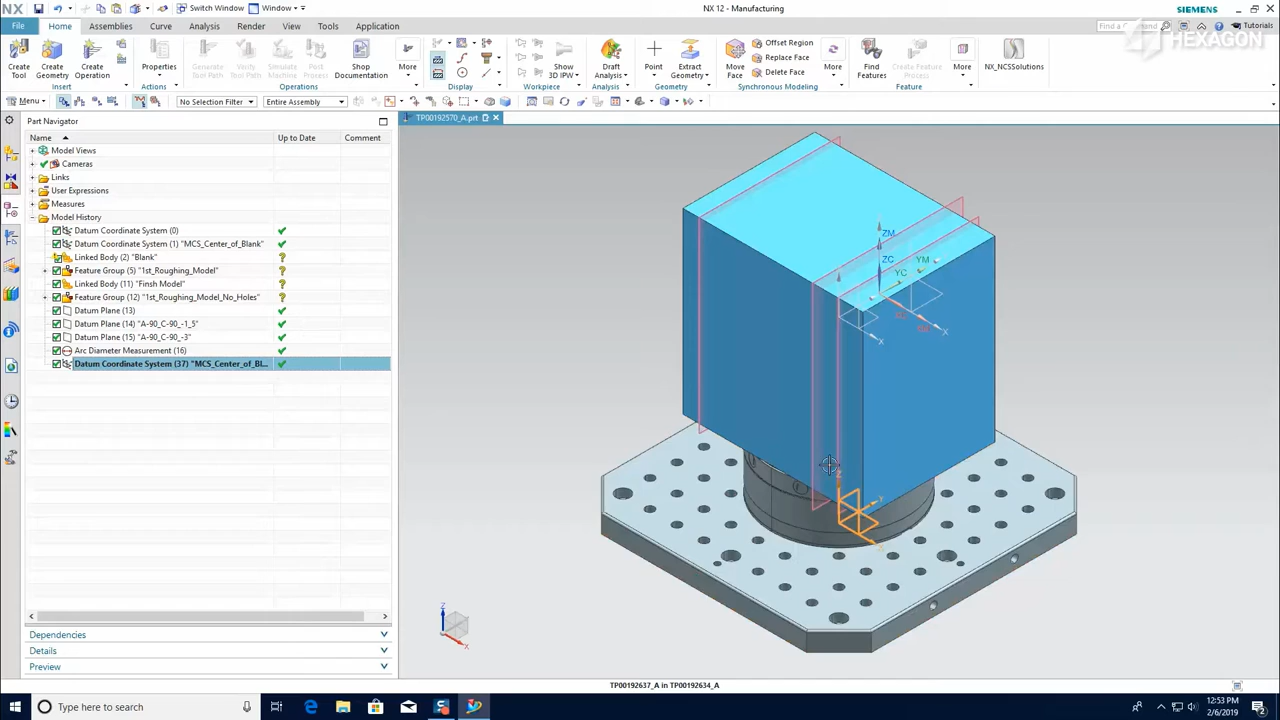 NX
Switch Window
Window
NX 12 - Manufacturing
SIEMENS
File
Home
Assemblies
Curve
Analysis
Render
View
Tools
Application
Find a Command
Tutorials
HEXAGON
Create Tool
Create Geometry
Create Operation
Properties
Generate Tool Path
Verify Tool Path
Simulate Machine
Post Process
Shop Documentation
More
Show 3D IPW
Draft Analysis
Point
Extract Geometry
Move Face
Offset Region
Replace Face
Delete Face
More
Find Features
Create Feature Process
More
NX_NCSSolutions
Insert
Actions
Operations
Display
Workpiece
Analysis
Geometry
Synchronous Modeling
Feature
Menu
No Selection Filter
Entire Assembly
Part Navigator
TP00192570_A.prt
Name
Up to Date
Comment
Model Views
Cameras
Links
User Expressions
Measures
Model History
Datum Coordinate System (0)
Datum Coordinate System (1) "MCS_Center_of_Blank"
Linked Body (2) "Blank"
Feature Group (5) "1st_Roughing_Model"
Linked Body (11) "Finsh Model"
Feature Group (12) "1st_Roughing_Model_No_Holes"
Datum Plane (13)
Datum Plane (14) "A-90_C-90_-1_5"
Datum Plane (15) "A-90_C-90_-3"
Arc Diameter Measurement (16)
Datum Coordinate System (37) "MCS_Center_of_Bl...
ZM
ZC
YM
YC
X
X
Z
Y
Z
X
Dependencies
Details
Preview
TP00192637_A in TP00192634_A
Type here to search
12:53 PM
2/6/2019